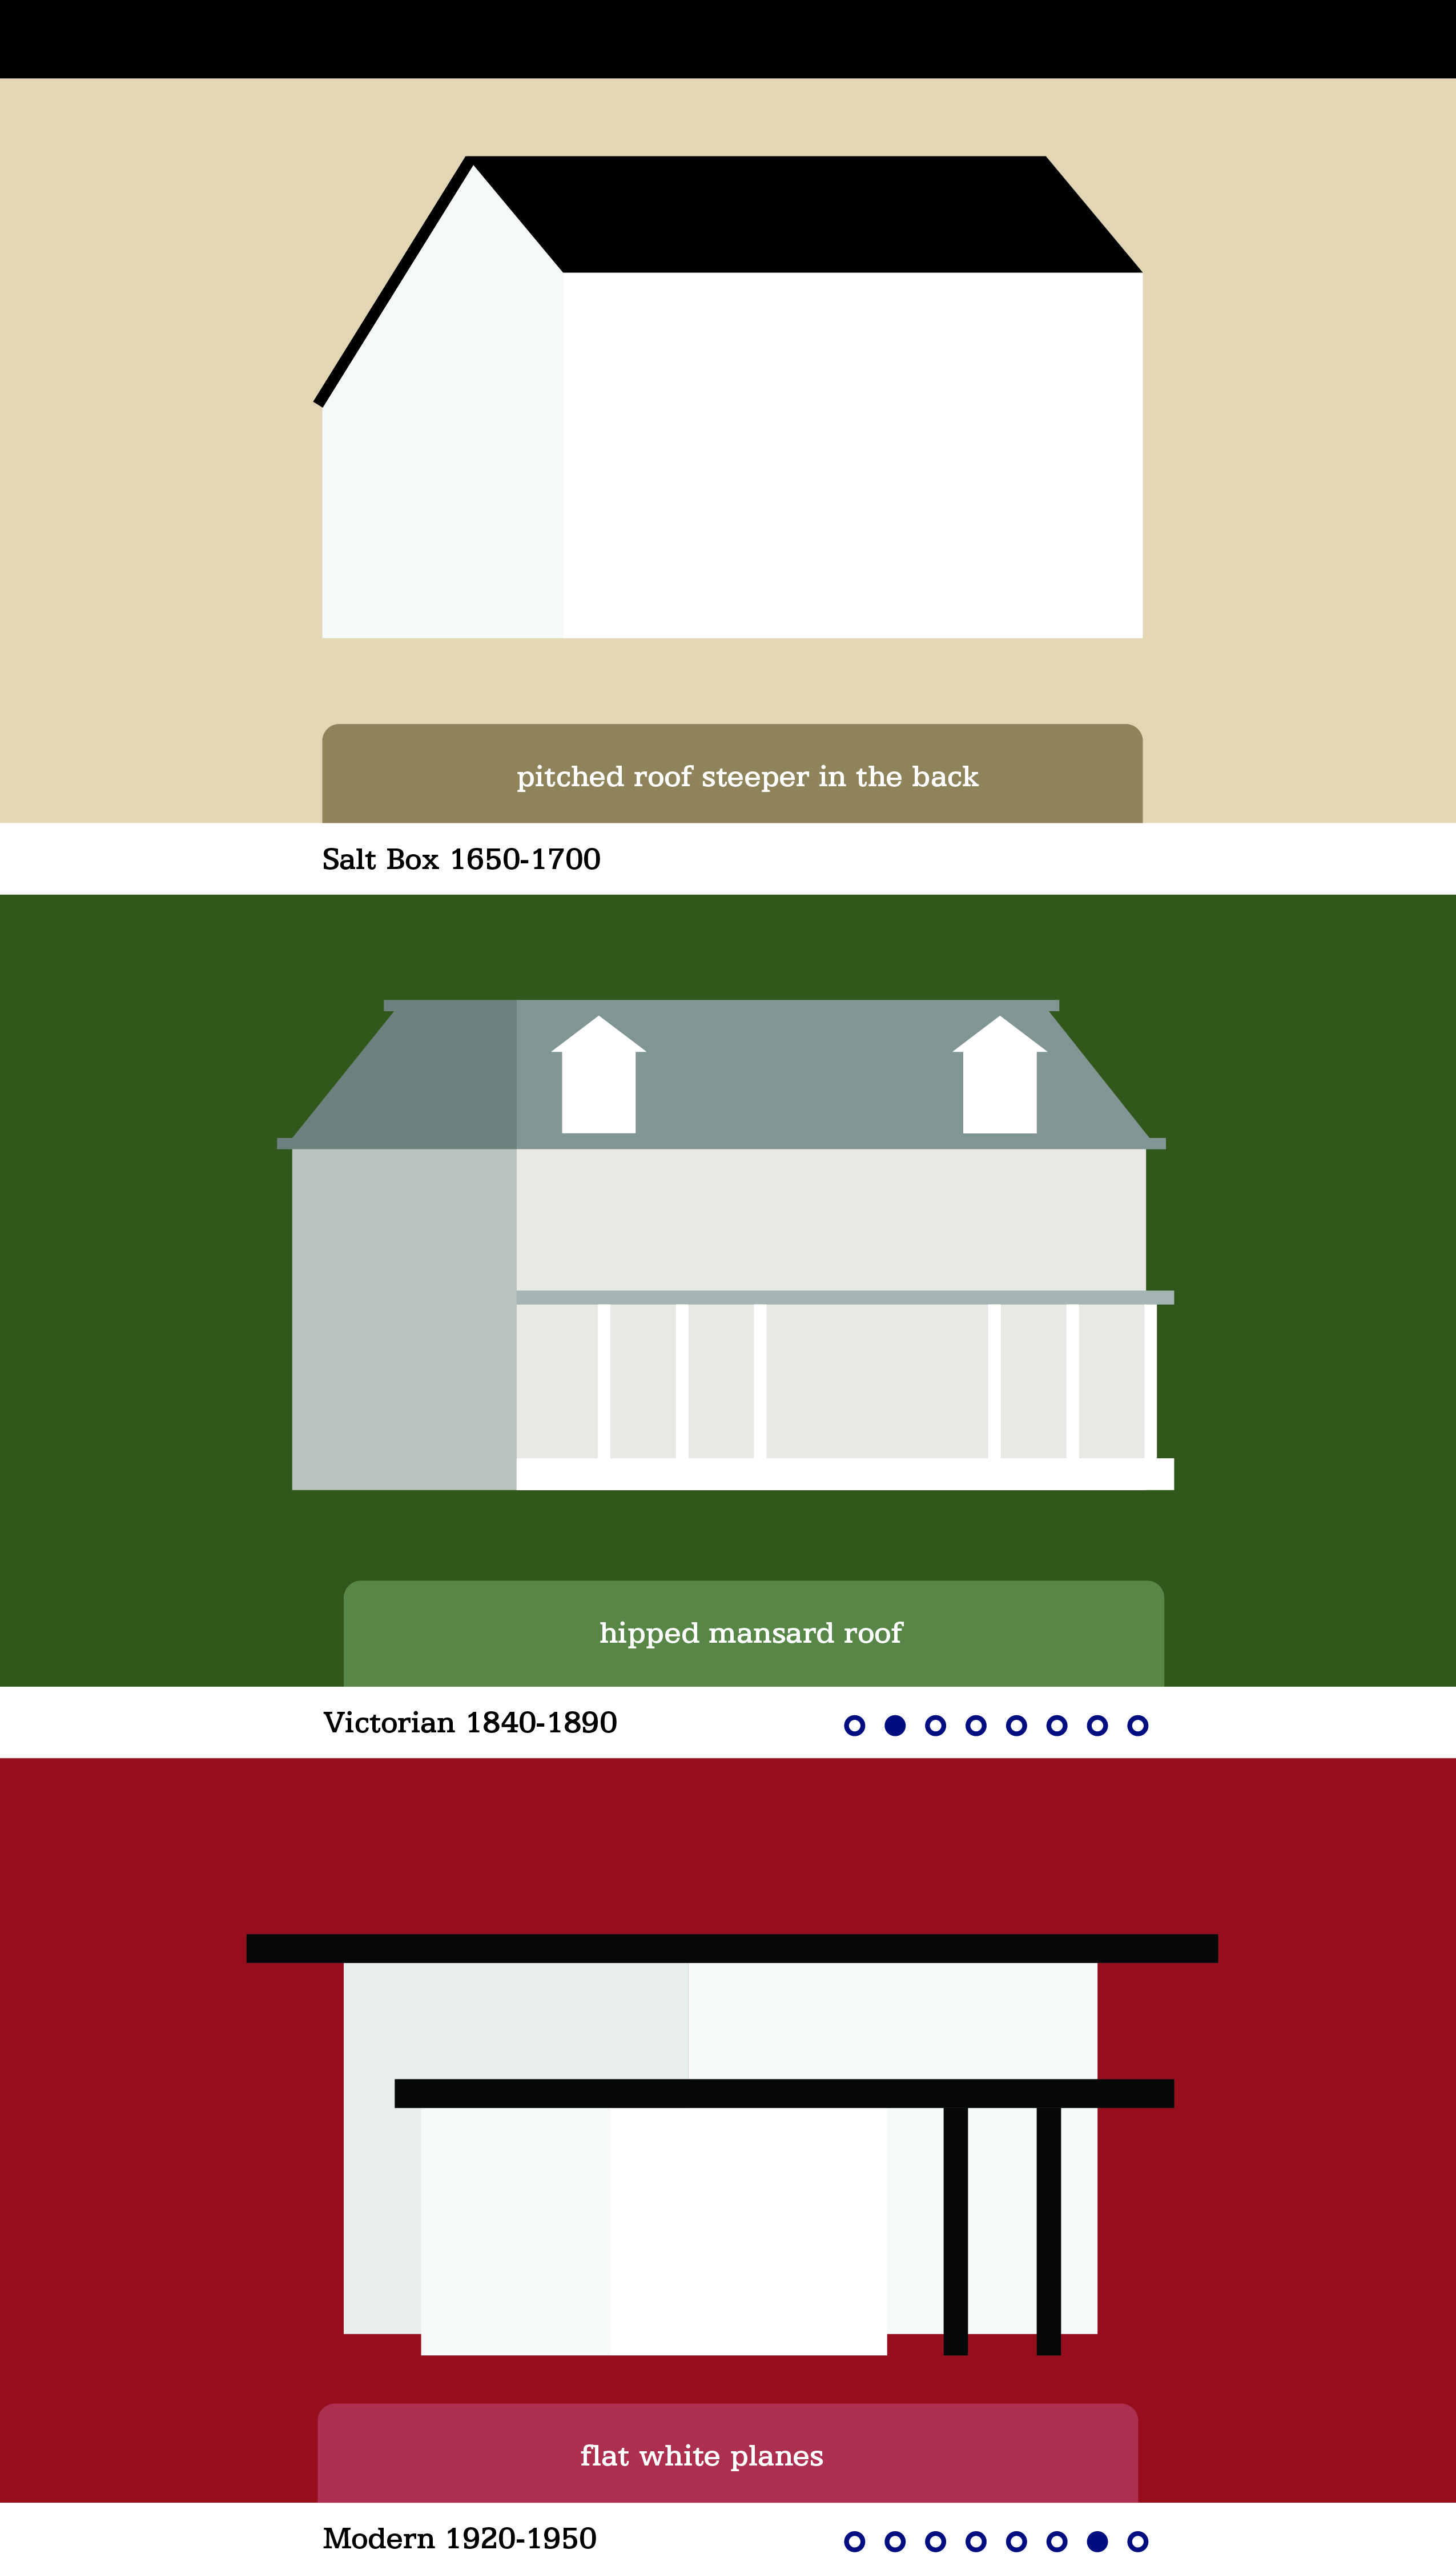 pitched roof steeper in the back
Salt Box 1650-1700
hipped mansard roof
Victorian 1840-1890
flat white planes
Modern 1920-1950